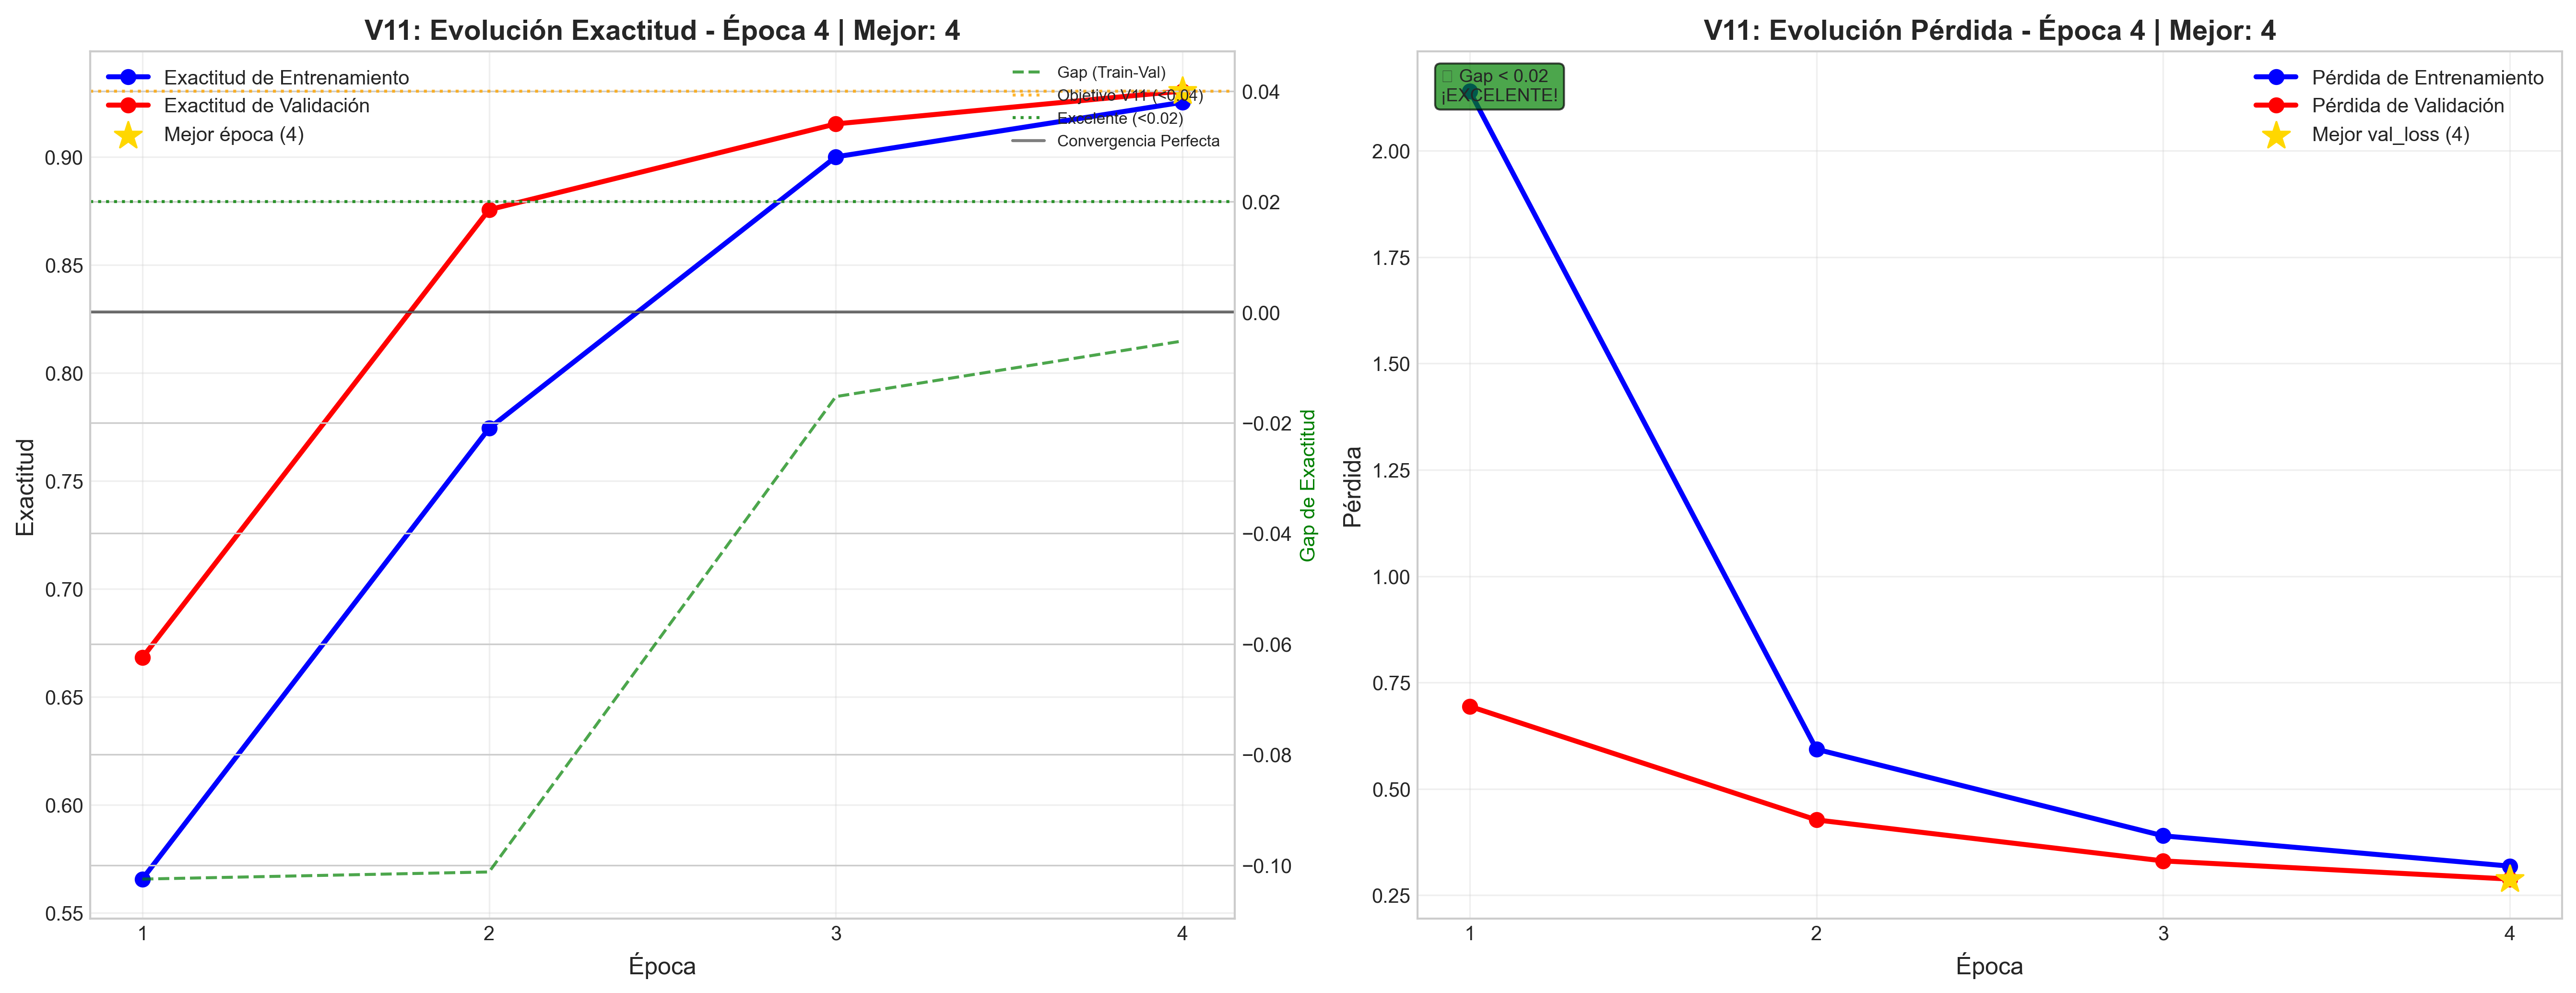 V11: Evolución Exactitud - Época 4 | Mejor: 4
Exactitud de Entrenamiento
Exactitud de Validación
Mejor época (4)
Gap (Train-Val)
Objetivo V11 (<0.04)
Excelente (<0.02)
Convergencia Perfecta
0.90
0.85
0.80
0.75
0.70
0.65
0.60
0.55
Exactitud
0.04
0.02
0.00
−0.02
−0.04
−0.06
−0.08
−0.10
Gap de Exactitud
1 2 3 4
Época
V11: Evolución Pérdida - Época 4 | Mejor: 4
Gap < 0.02
¡EXCELENTE!
Pérdida de Entrenamiento
Pérdida de Validación
Mejor val_loss (4)
2.00
1.75
1.50
1.25
1.00
0.75
0.50
0.25
Pérdida
1 2 3 4
Época